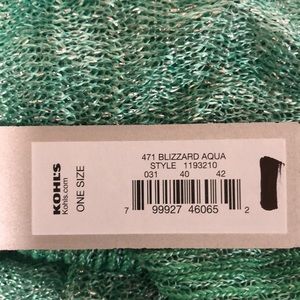 KOHL'S
Kohls.com
ONE SIZE
471 BLIZZARD AQUA
STYLE 1193210
031 40 42
7 99927 46065 2